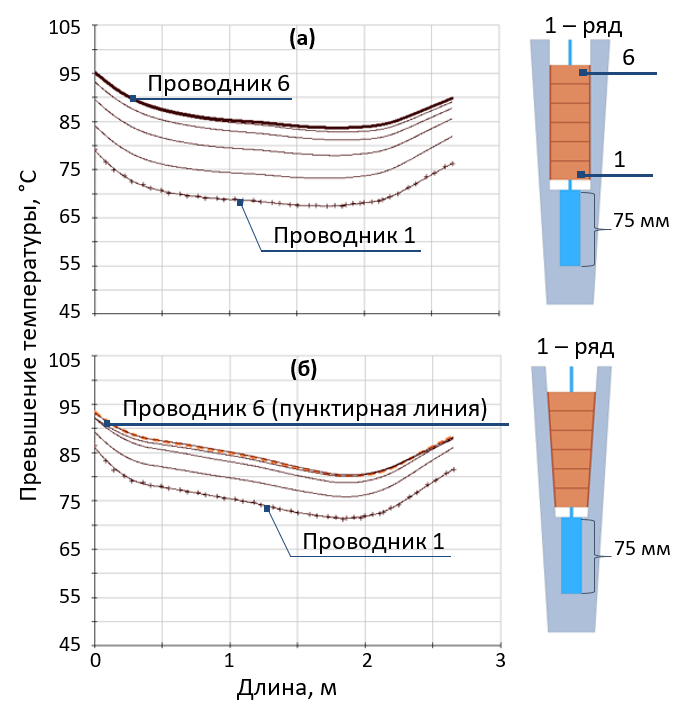 Превышение температуры, ˚C
105
(а)
95
Проводник 6
85
75
65
Проводник 1
55
45
1 – ряд
6
1
75 мм
105
(б)
95
Проводник 6 (пунктирная линия)
85
75
65
Проводник 1
55
45
0
1
2
3
Длина, м
1 – ряд
75 мм